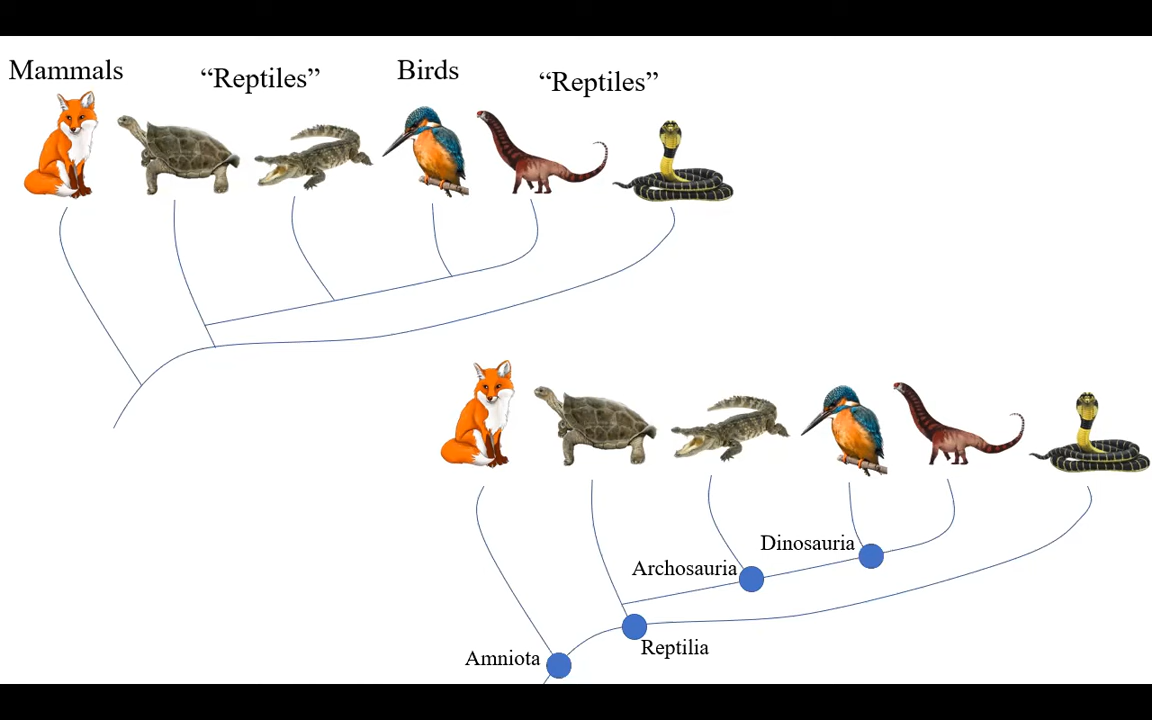 Mammals
“Reptiles”
Birds
“Reptiles”
Dinosauria
Archosauria
Reptilia
Amniota